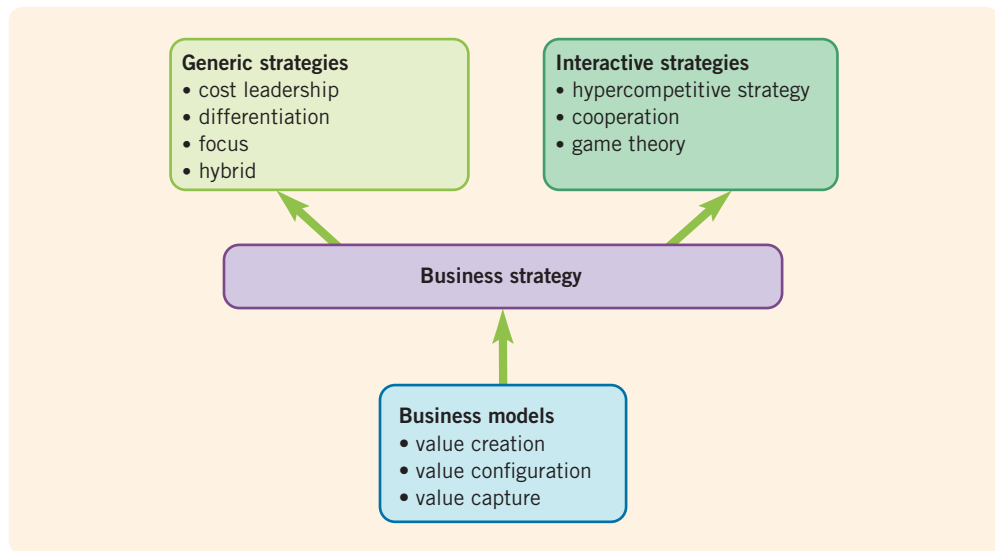 Generic strategies
• cost leadership
• differentiation
• focus
• hybrid
Interactive strategies
• hypercompetitive strategy
• cooperation
• game theory
Business strategy
Business models
• value creation
• value configuration
• value capture